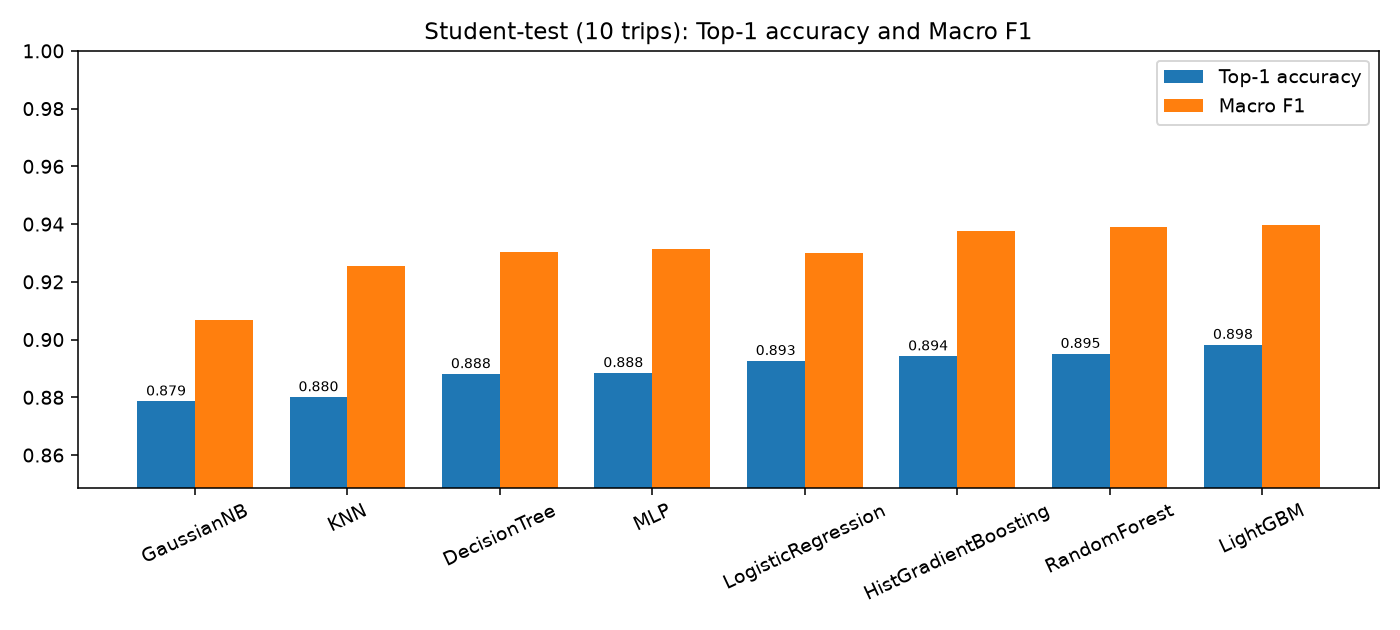 Student-test (10 trips): Top-1 accuracy and Macro F1
1.00
0.98
0.96
0.94
0.92
0.90
0.88
0.86
Top-1 accuracy
Macro F1
0.879
0.880
0.888
0.888
0.893
0.894
0.895
0.898
GaussianNB
KNN
DecisionTree
MLP
LogisticRegression
HistGradientBoosting
RandomForest
LightGBM